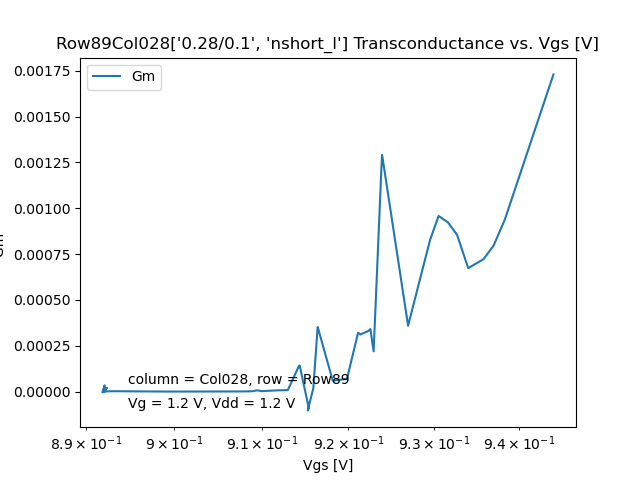 Row89Col028['0.28/0.1', 'nshort_l'] Transconductance vs. Vgs [V]
Gm
0.00175
0.00150
0.00125
0.00100
0.00075
0.00050
0.00025
0.00000
column = Col028, row = Row89
Vg = 1.2 V, Vdd = 1.2 V
8.9 × 10⁻¹ 9 × 10⁻¹ 9.1 × 10⁻¹ 9.2 × 10⁻¹ 9.3 × 10⁻¹ 9.4 × 10⁻¹
Vgs [V]